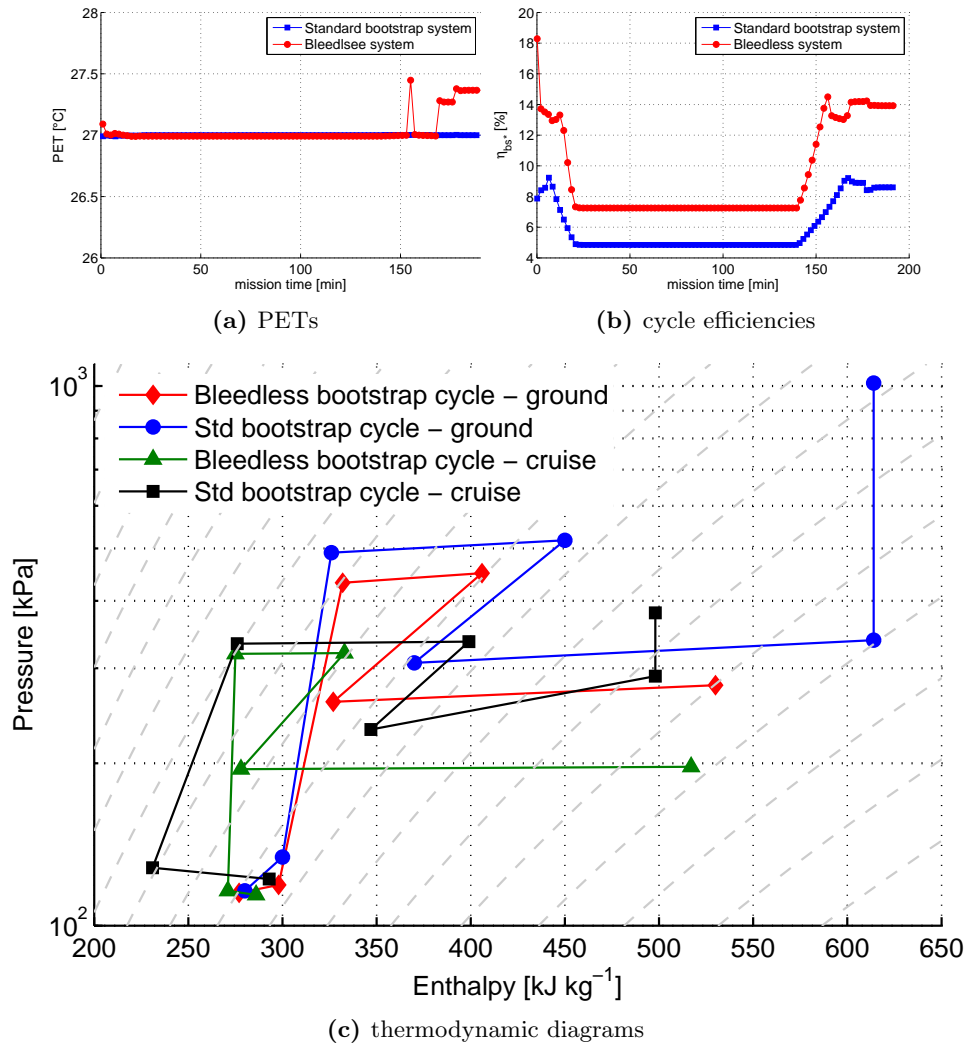 28
27.5
27
26.5
26
PET [°C]
0
50
100
150
mission time [min]
Standard bootstrap system
Bleedlsee system
(a) PETs
20
18
16
14
12
10
8
6
4
η_bs* [%]
0
50
100
150
200
mission time [min]
Standard bootstrap system
Bleedless system
(b) cycle efficiencies
10^3
10^2
Pressure [kPa]
Bleedless bootstrap cycle − ground
Std bootstrap cycle − ground
Bleedless bootstrap cycle − cruise
Std bootstrap cycle − cruise
200
250
300
350
400
450
500
550
600
650
Enthalpy [kJ kg^−1]
(c) thermodynamic diagrams